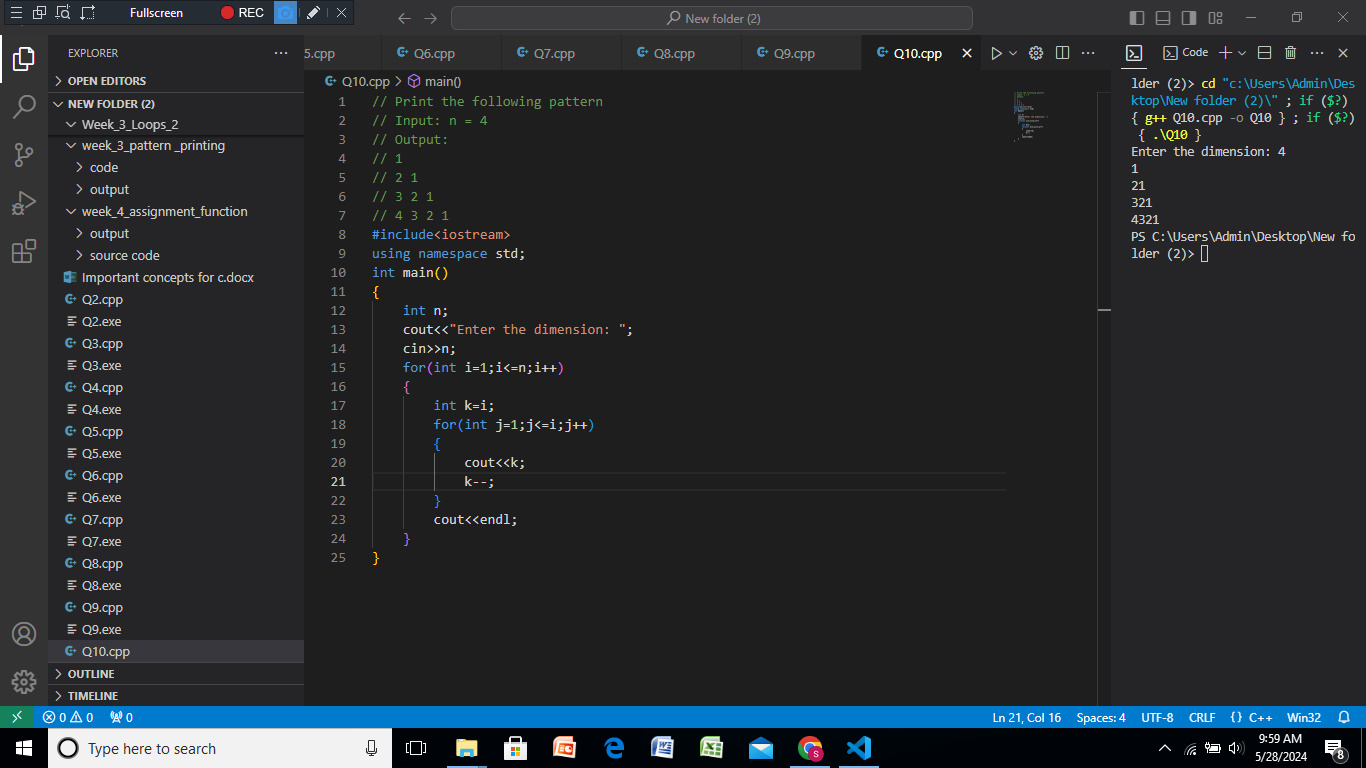 Fullscreen
REC
New folder (2)
EXPLORER
OPEN EDITORS
NEW FOLDER (2)
Week_3_Loops_2
week_3_pattern _printing
code
output
week_4_assignment_function
output
source code
Important concepts for c.docx
Q2.cpp
Q2.exe
Q3.cpp
Q3.exe
Q4.cpp
Q4.exe
Q5.cpp
Q5.exe
Q6.cpp
Q6.exe
Q7.cpp
Q7.exe
Q8.cpp
Q8.exe
Q9.cpp
Q9.exe
Q10.cpp
OUTLINE
TIMELINE
5.cpp Q6.cpp Q7.cpp Q8.cpp Q9.cpp Q10.cpp
Q10.cpp > main()
1 // Print the following pattern
2 // Input: n = 4
3 // Output:
4 // 1
5 // 2 1
6 // 3 2 1
7 // 4 3 2 1
8 #include<iostream>
9 using namespace std;
10 int main()
11 {
12 int n;
13 cout<<"Enter the dimension: ";
14 cin>>n;
15 for(int i=1;i<=n;i++)
16 {
17 int k=i;
18 for(int j=1;j<=i;j++)
19 {
20 cout<<k;
21 k--;
22 }
23 cout<<endl;
24 }
25 }
Code
lder (2)> cd "c:\Users\Admin\Des
ktop\New folder (2)\" ; if ($?)
{ g++ Q10.cpp -o Q10 } ; if ($?)
{ .\Q10 }
Enter the dimension: 4
1
21
321
4321
PS C:\Users\Admin\Desktop\New fo
lder (2)>
0 0 0 Ln 21, Col 16 Spaces: 4 UTF-8 CRLF {} C++ Win32
Type here to search
9:59 AM
5/28/2024
8